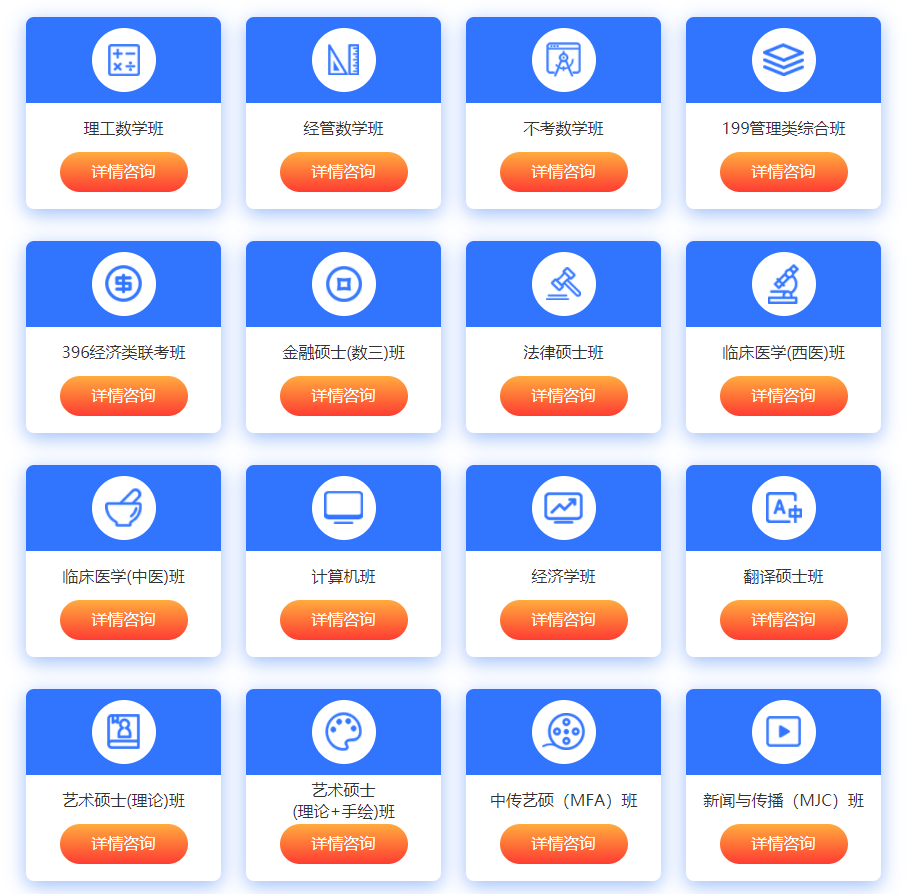 理工数学班
经管数学班
不考数学班
199管理类综合班
详情咨询
详情咨询
详情咨询
详情咨询
396经济类联考班
金融硕士(数三)班
法律硕士班
临床医学(西医)班
详情咨询
详情咨询
详情咨询
详情咨询
临床医学(中医)班
计算机班
经济学班
A中
翻译硕士班
详情咨询
详情咨询
详情咨询
详情咨询
艺术硕士(理论)班
艺术硕士
(理论+手绘)班
中传艺硕（MFA）班
新闻与传播（MJC）班
详情咨询
详情咨询
详情咨询
详情咨询